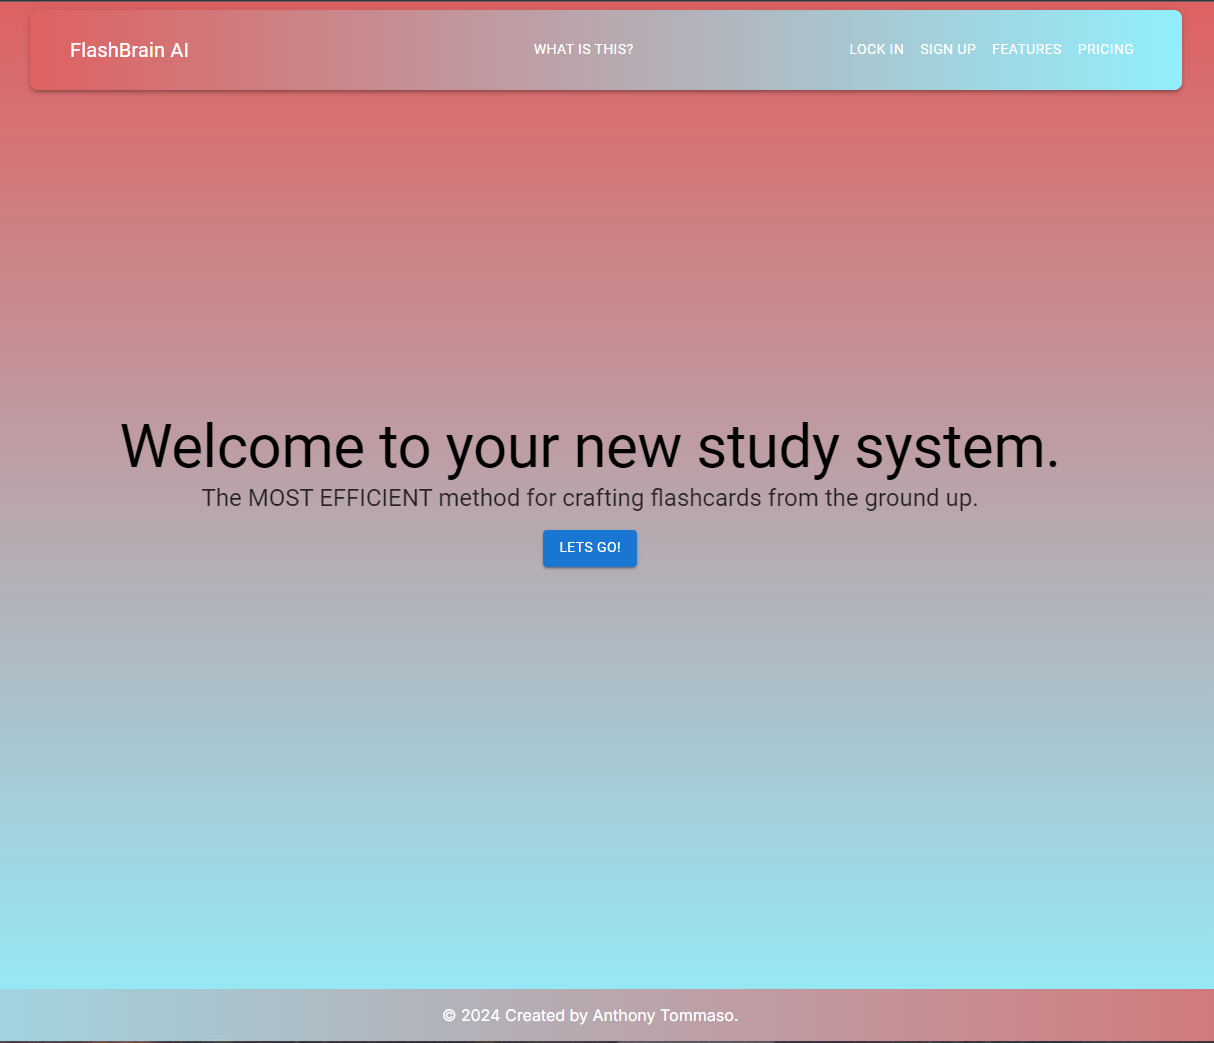 FlashBrain AI
WHAT IS THIS?
LOCK IN
SIGN UP
FEATURES
PRICING
Welcome to your new study system.
The MOST EFFICIENT method for crafting flashcards from the ground up.
LETS GO!
© 2024 Created by Anthony Tommaso.